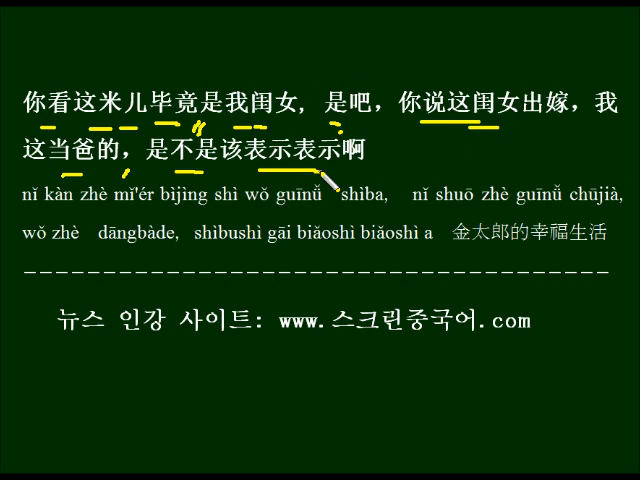 你看这米儿毕竟是我闺女, 是吧，你说这闺女出嫁，我
这当爸的，是不是该表示表示啊
nǐ kàn zhè mǐ'ér bìjìng shì wǒ guīnǚ shìba, nǐ shuō zhè guīnǚ chūjià,
wǒ zhè dāngbàde, shìbushì gāi biǎoshì biǎoshì a 金太郎的幸福生活
뉴스 인강 사이트: www.스크린중국어.com